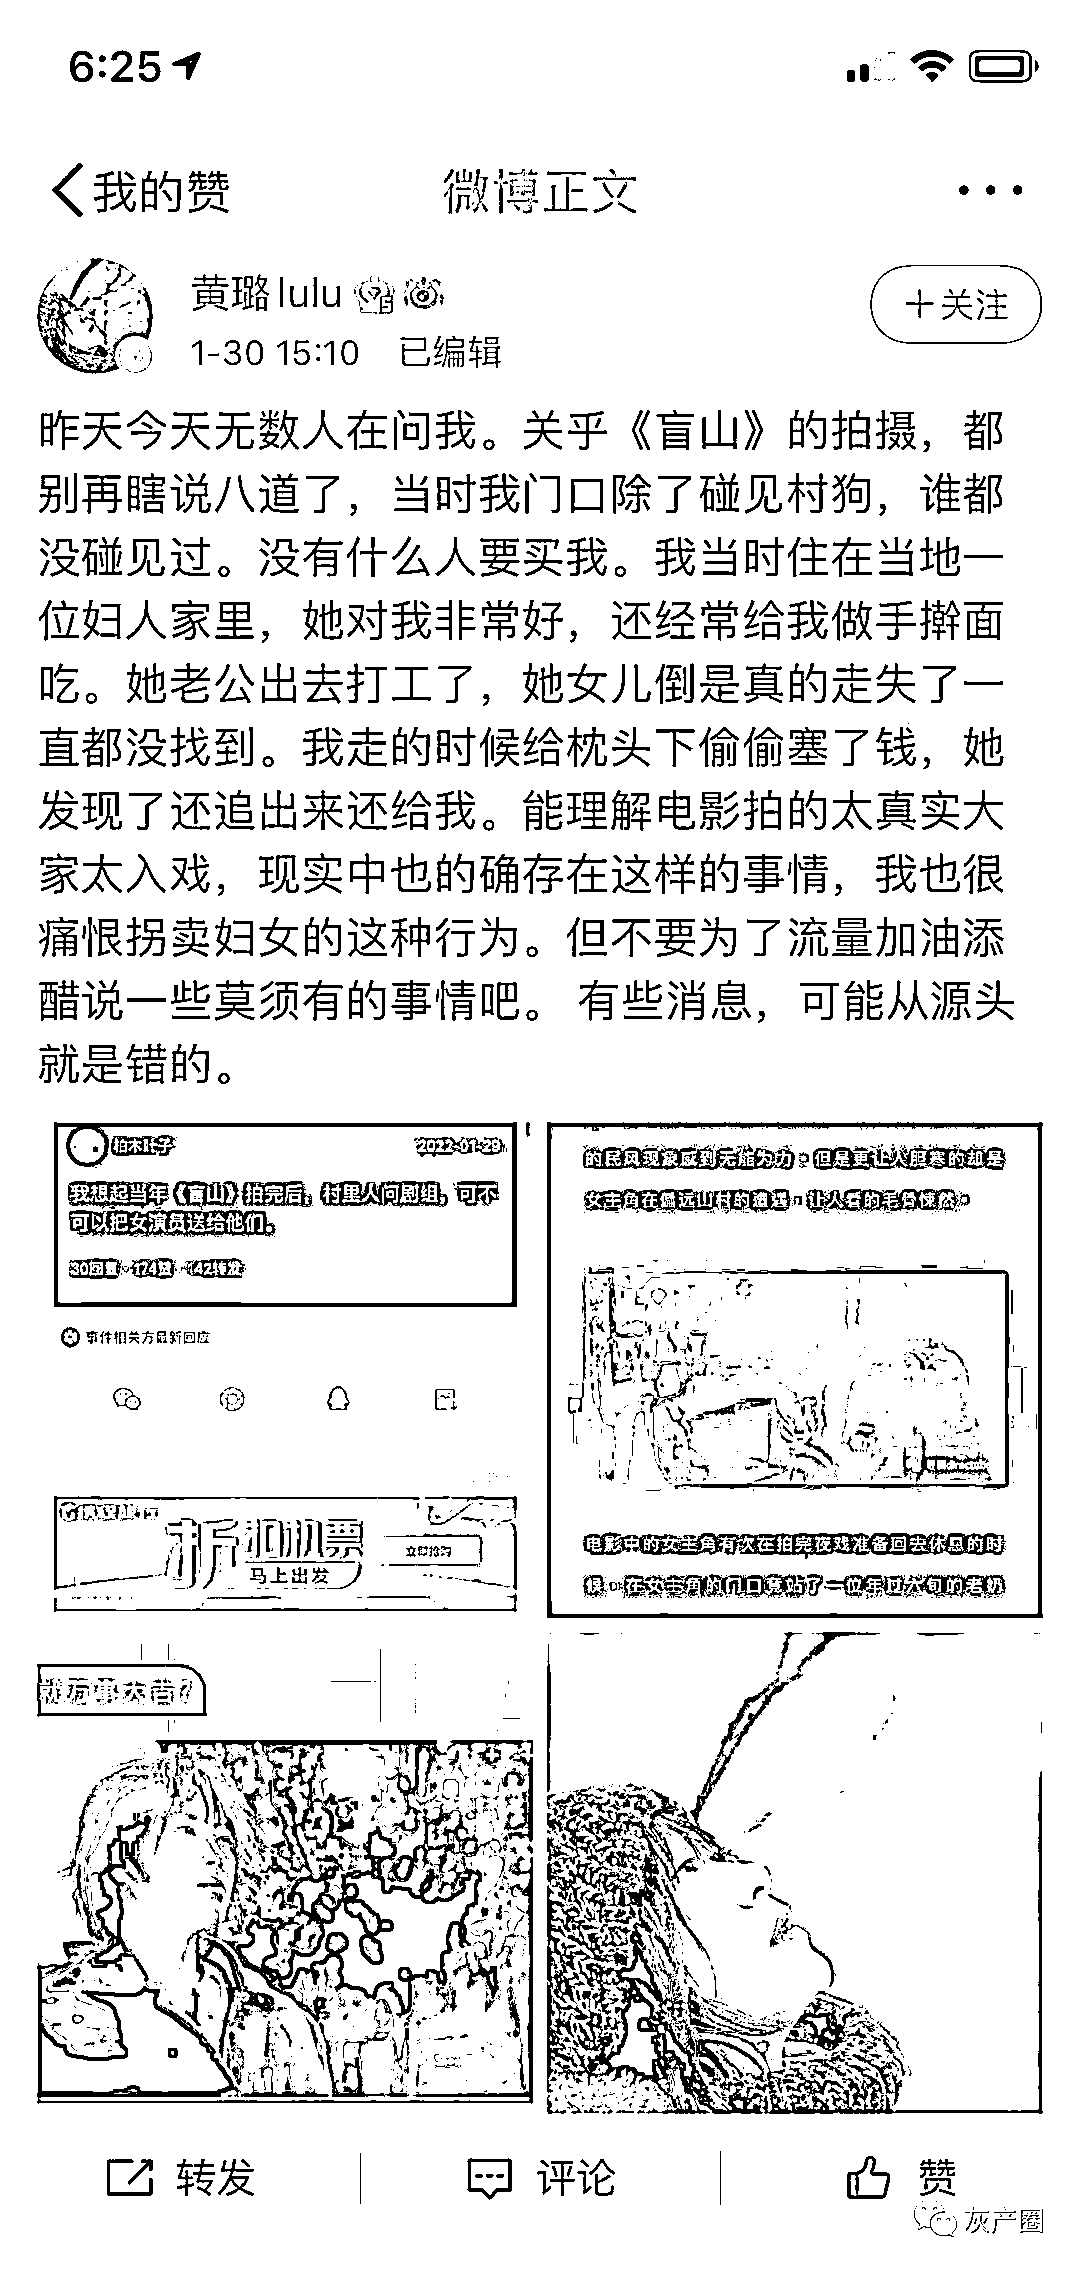 6:25
我的赞
微博正文
黄璐lulu
+关注
1-30 15:10 已编辑
昨天今天无数人在问我。关乎《盲山》的拍摄，都
别再瞎说八道了，当时我门口除了碰见村狗，谁都
没碰见过。没有什么人要买我。我当时住在当地一
位妇人家里，她对我非常好，还经常给我做手擀面
吃。她老公出去打工了，她女儿倒是真的走失了一
直都没找到。我走的时候给枕头下偷偷塞了钱，她
发现了还追出来还给我。能理解电影拍的太真实大
家太入戏，现实中也的确存在这样的事情，我也很
痛恨拐卖妇女的这种行为。但不要为了流量加油添
醋说一些莫须有的事情吧。 有些消息，可能从源头
就是错的。
2022-01-29
我想起当年《盲山》拍完后，村里人问剧组，可不
可以把女演员送给他们。
30回复 · 174赞 · 142转发
事件相关方最新回应
折扣机票
马上出发
立即抢购
的民风现象感到无能为力。但是更让人胆寒的却是
女主角在偏远山村的遭遇，让人看的毛骨悚然。
电影中的女主角有次在拍完夜戏准备回去休息的时
候，在女主角的门口竟站了一位年过六旬的老奶
转发
评论
赞
灰产圈